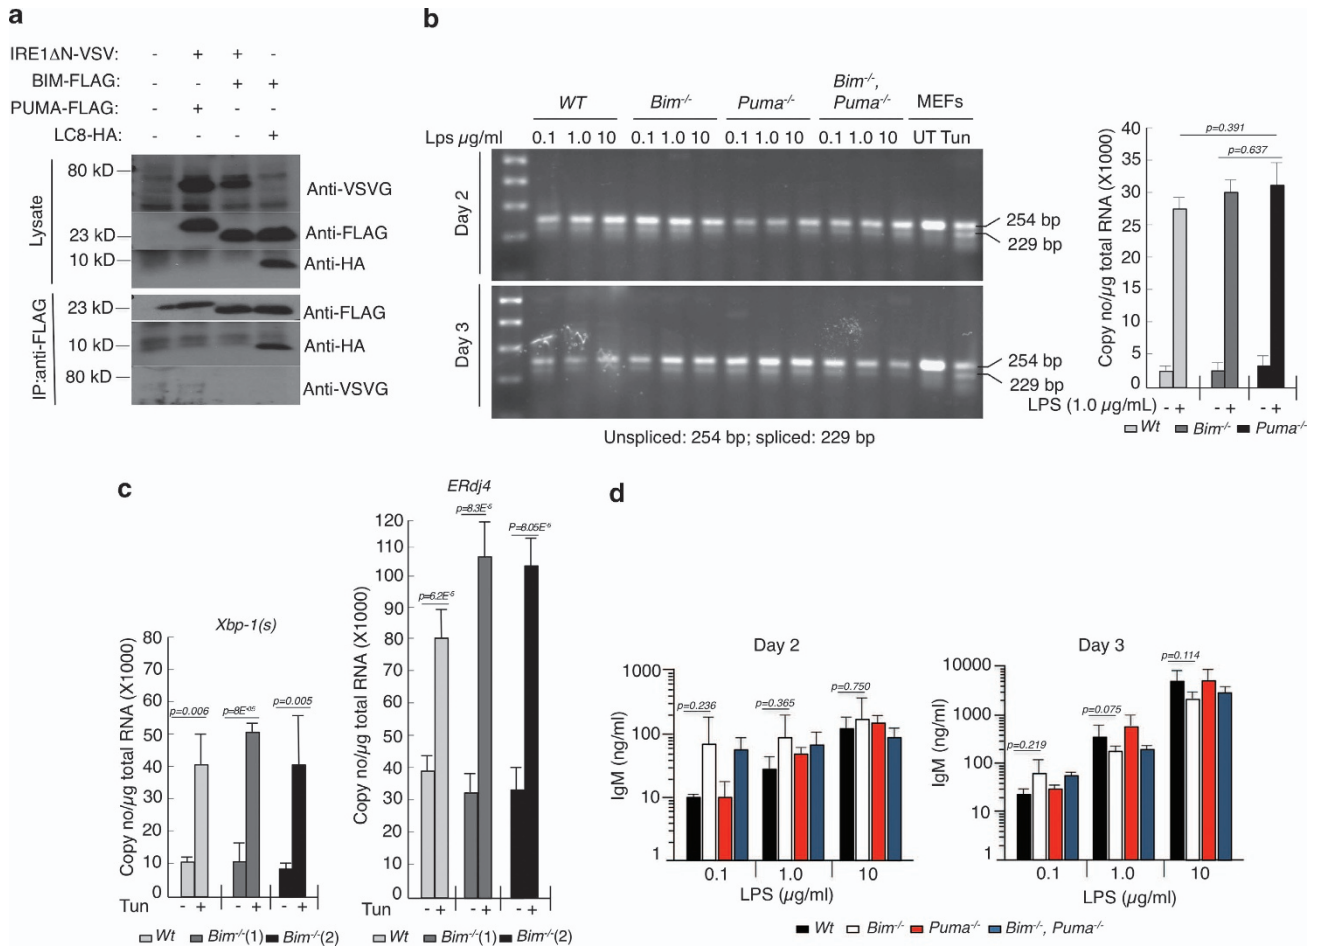 a
IRE1ΔN-VSV: - + + -
BIM-FLAG: - - + +
PUMA-FLAG: - + - -
LC8-HA: - - - +
Lysate
80 kD
Anti-VSVG
23 kD
Anti-FLAG
10 kD
Anti-HA
IP:anti-FLAG
23 kD
Anti-FLAG
10 kD
Anti-HA
80 kD
Anti-VSVG
b
WT Bim-/- Puma-/- Bim-/-, Puma-/- MEFs
Lps µg/ml 0.1 1.0 10 0.1 1.0 10 0.1 1.0 10 0.1 1.0 10 UT Tun
Day 2
254 bp
229 bp
Day 3
254 bp
229 bp
Unspliced: 254 bp; spliced: 229 bp
Copy no/µg total RNA (X1000)
40
35
30
25
20
15
10
5
0
p=0.391
p=0.637
LPS (1.0 µg/mL) - + - + - +
Wt Bim-/- Puma-/-
c
Xbp-1(s)
Copy no/µg total RNA (X1000)
80
70
60
50
40
30
20
10
0
p=0.006
p=8E-05
p=0.005
Tun - + - + - +
Wt Bim-/-(1) Bim-/-(2)
ERdj4
Copy no/µg total RNA (X1000)
120
110
100
90
80
70
60
50
40
30
20
10
0
p=6.2E-5
p=8.3E-5
Tun - + - + - +
Wt Bim-/-(1) Bim-/-(2)
d
Day 2
IgM (ng/ml)
1000
100
10
1
p=0.236
p=0.365
p=0.750
0.1 1.0 10
LPS (µg/ml)
Day 3
IgM (ng/ml)
10000
1000
100
10
1
p=0.219
p=0.075
p=0.114
0.1 1.0 10
LPS (µg/ml)
Wt Bim-/- Puma-/- Bim-/-, Puma-/-